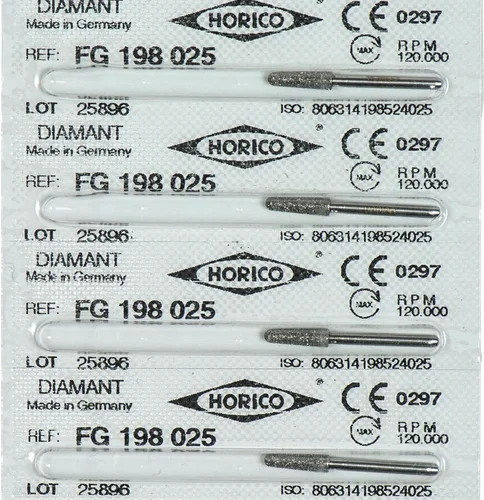 DIAMANT
Made in Germany
HORICO ®
CE 0297
REF: FG 198 025
MAX RPM
120.000
LOT 25896 ISO: 806314198524025
DIAMANT
Made in Germany
HORICO ®
CE 0297
REF: FG 198 025
MAX RPM
120.000
LOT 25896 ISO: 806314198524025
DIAMANT
Made in Germany
HORICO ®
CE 0297
REF: FG 198 025
MAX RPM
120.000
LOT 25896 ISO: 806314198524025
DIAMANT
Made in Germany
HORICO ®
CE 0297
REF: FG 198 025
MAX RPM
120.000
LOT 25896 ISO: 806314198524025